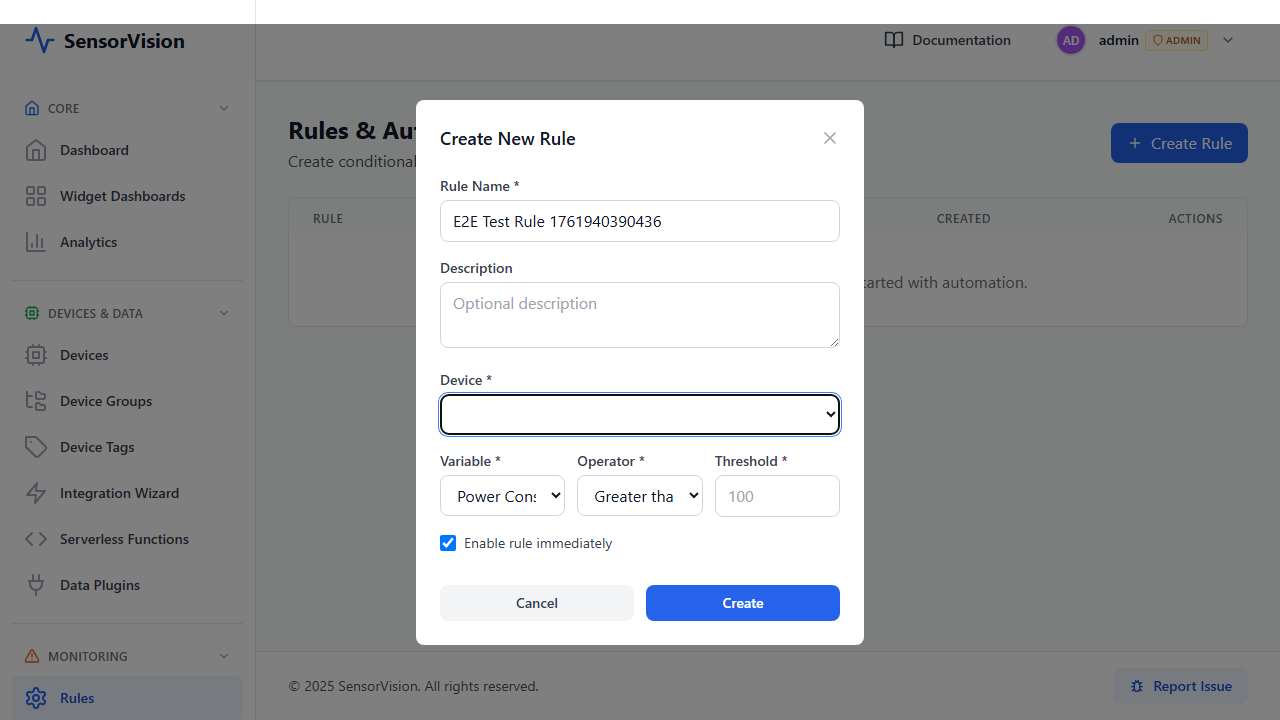 SensorVision
Documentation
AD
admin
ADMIN
CORE
Dashboard
Widget Dashboards
Analytics
DEVICES & DATA
Devices
Device Groups
Device Tags
Integration Wizard
Serverless Functions
Data Plugins
MONITORING
Rules
Rules & Au
Create conditional
Create Rule
RULE
CREATED
ACTIONS
tarted with automation.
Create New Rule
Rule Name *
E2E Test Rule 1761940390436
Description
Optional description
Device *
Variable *
Operator *
Threshold *
Power Cons
Greater tha
100
Enable rule immediately
Cancel
Create
© 2025 SensorVision. All rights reserved.
Report Issue